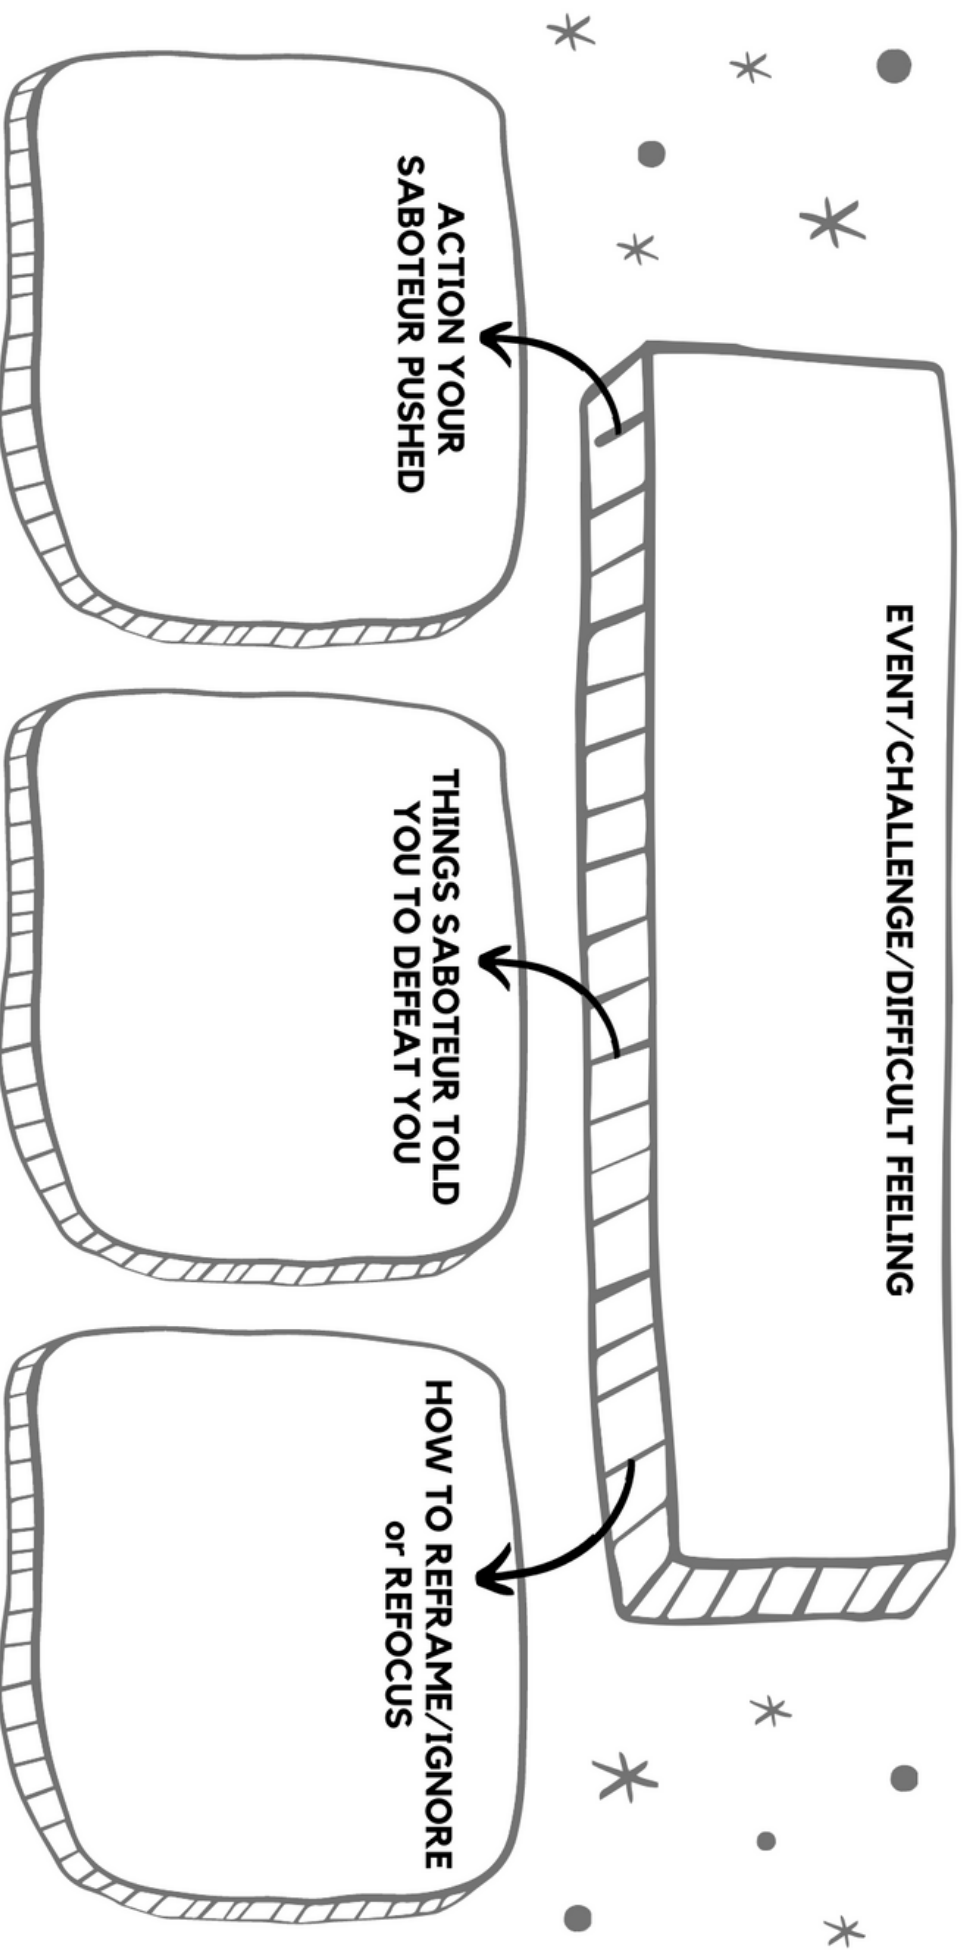 EVENT/CHALLENGE/DIFFICULT FEELING
ACTION YOUR
SABOTEUR PUSHED
THINGS SABOTEUR TOLD
YOU TO DEFEAT YOU
HOW TO REFRAME/IGNORE
or REFOCUS